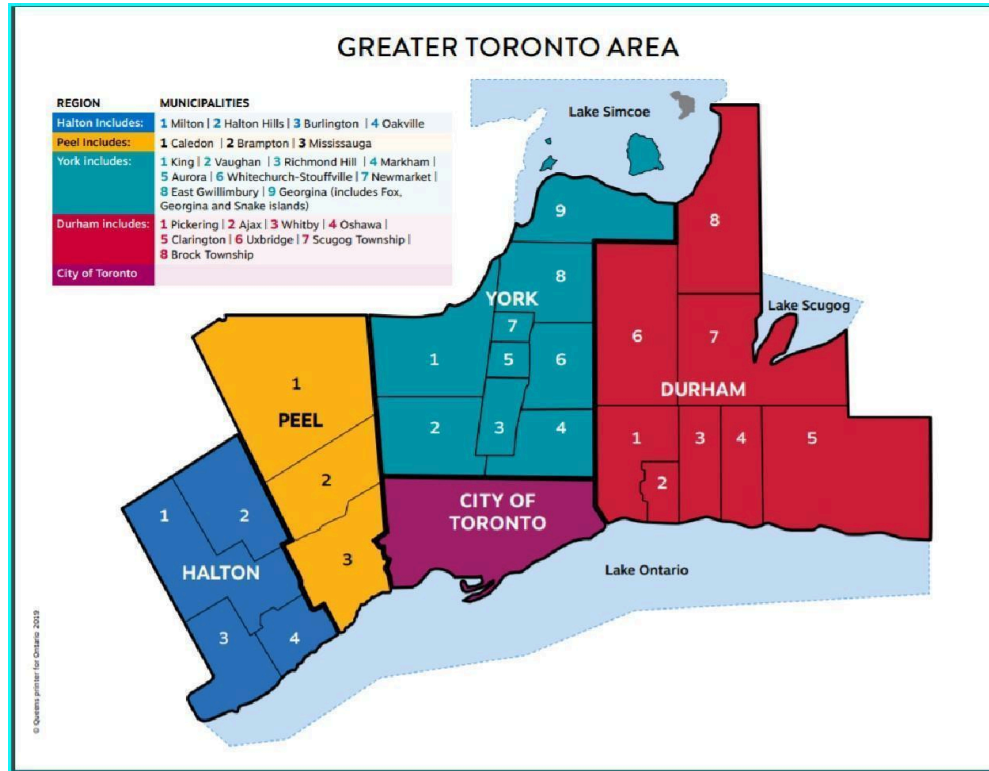 GREATER TORONTO AREA
REGION MUNICIPALITIES
Halton Includes: 1 Milton | 2 Halton Hills | 3 Burlington | 4 Oakville
Peel Includes: 1 Caledon | 2 Brampton | 3 Mississauga
York includes: 1 King | 2 Vaughan | 3 Richmond Hill | 4 Markham |
5 Aurora | 6 Whitechurch-Stouffville | 7 Newmarket |
8 East Gwillimbury | 9 Georgina (includes Fox,
Georgina and Snake islands)
Durham includes: 1 Pickering | 2 Ajax | 3 Whitby | 4 Oshawa |
5 Clarington | 6 Uxbridge | 7 Scugog Township |
8 Brock Township
City of Toronto
Lake Simcoe
9
8
8
YORK
Lake Scugog
7
6
7
1
5
6
1
DURHAM
PEEL
2
3
4
1
3
4
5
2
2
CITY OF
TORONTO
1
2
3
HALTON
Lake Ontario
3
4
© Queens printer for Ontario 2019